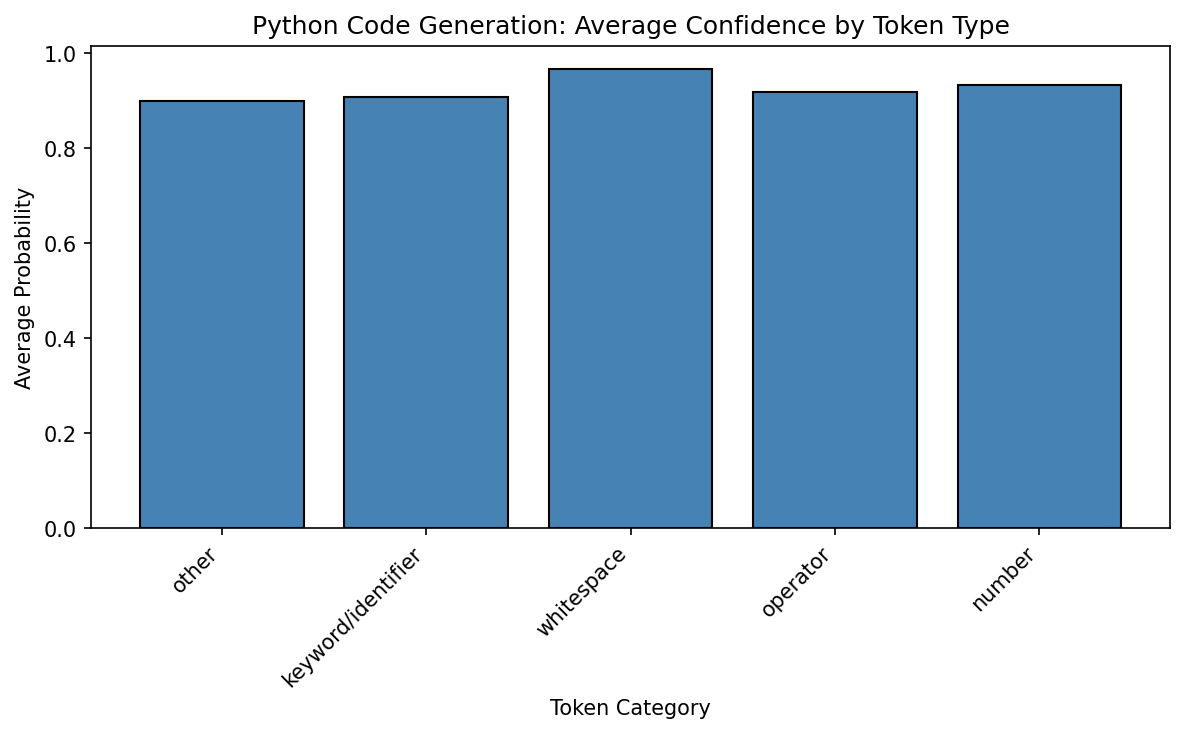 Python Code Generation: Average Confidence by Token Type
1.0
0.8
0.6
0.4
0.2
0.0
Average Probability
other
keyword/identifier
whitespace
operator
number
Token Category